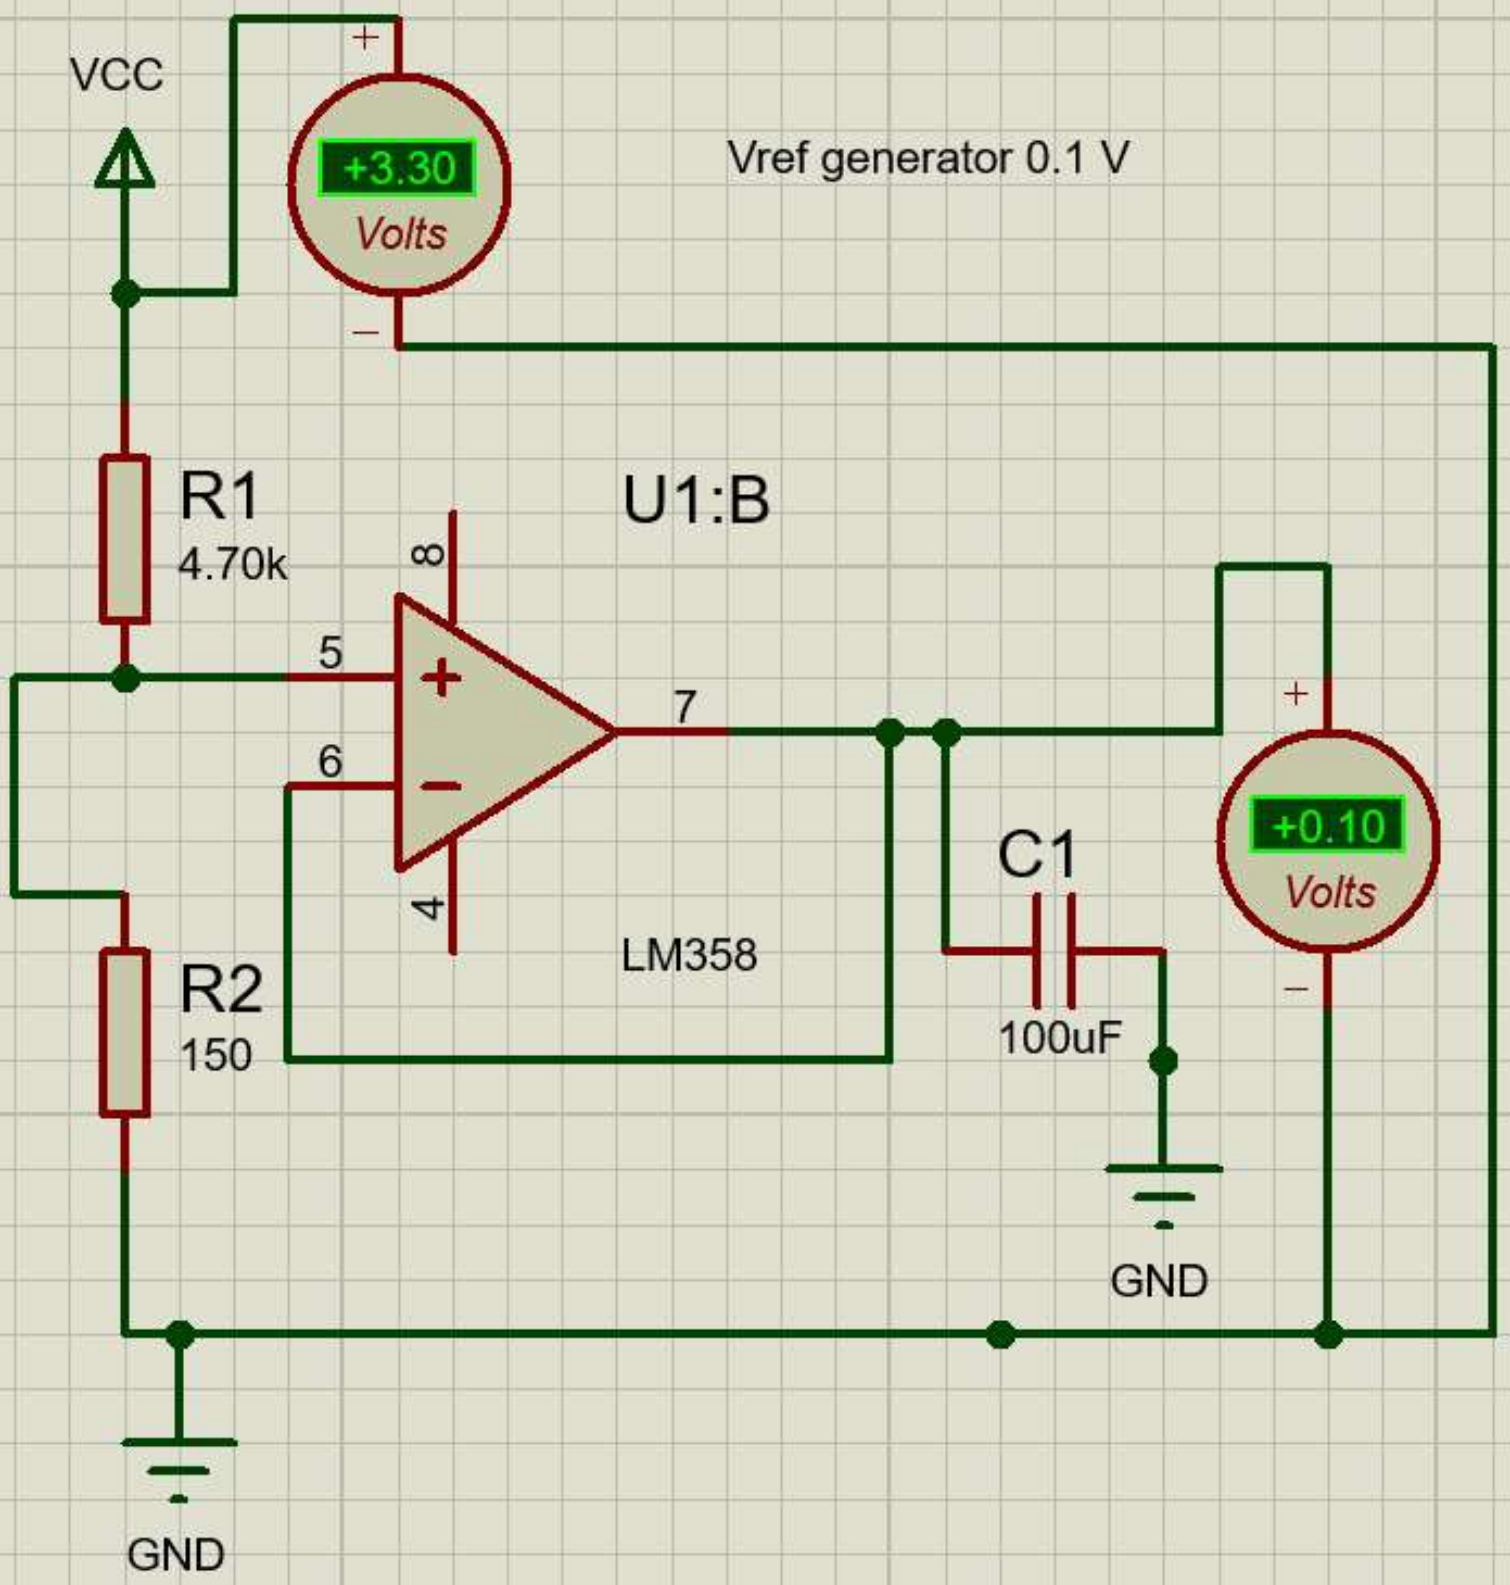 VCC
+
+3.30
Volts
−
Vref generator 0.1 V
R1
4.70k
U1:B
8
5
+
6
−
7
4
LM358
R2
150
C1
100uF
+
+0.10
Volts
−
GND
GND